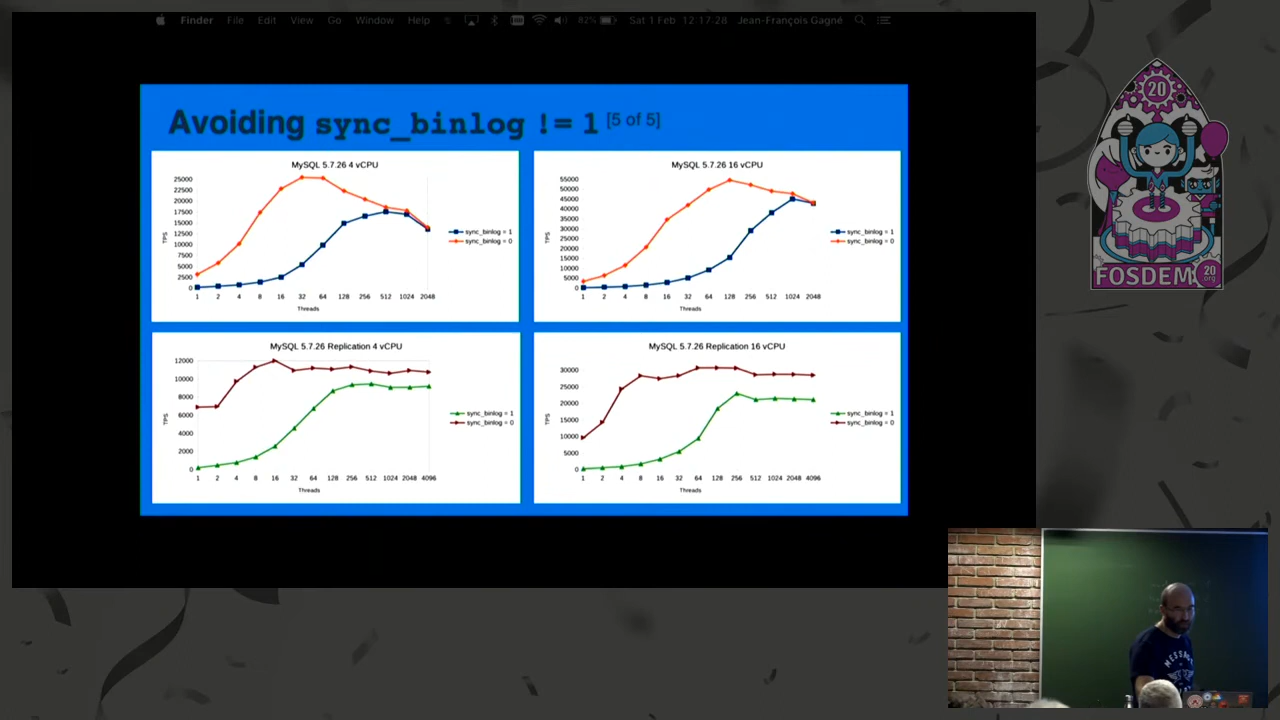 Finder File Edit View Go Window Help 82% Sat 1 Feb 12:17:28 Jean-François Gagné
Avoiding sync_binlog != 1 [5 of 5]
MySQL 5.7.26 4 vCPU
25000
22500
20000
17500
15000
12500
10000
7500
5000
2500
0
TPS
1 2 4 8 16 32 64 128 256 512 1024 2048
Threads
sync_binlog = 1
sync_binlog = 0
MySQL 5.7.26 16 vCPU
55000
50000
45000
40000
35000
30000
25000
20000
15000
10000
5000
0
TPS
1 2 4 8 16 32 64 128 256 512 1024 2048
Threads
sync_binlog = 1
sync_binlog = 0
MySQL 5.7.26 Replication 4 vCPU
12000
10000
8000
6000
4000
2000
0
TPS
1 2 4 8 16 32 64 128 256 512 1024 2048 4096
Threads
sync_binlog = 1
sync_binlog = 0
MySQL 5.7.26 Replication 16 vCPU
30000
20000
10000
0
TPS
1 2 4 8 16 32 64 128 256 512 1024 2048 4096
Threads
sync_binlog = 1
sync_binlog = 0
20
FOSDEM 20
.org